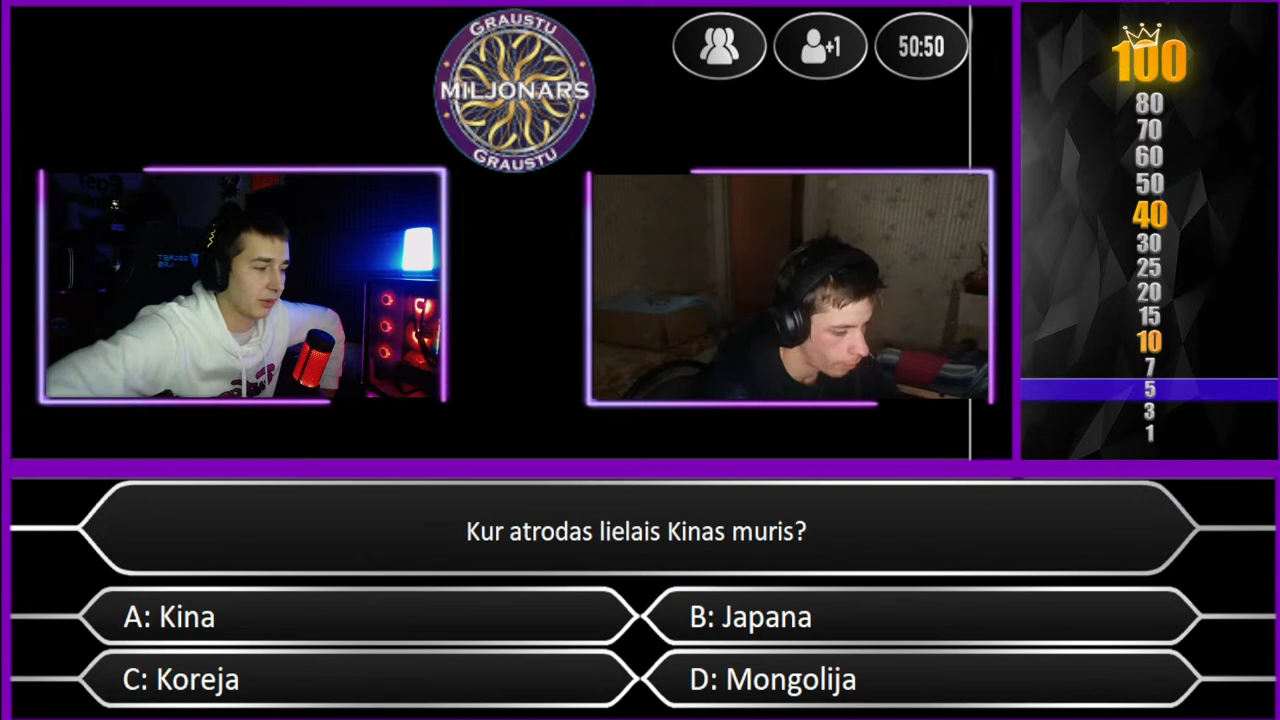 GRAUSTU
MILJONARS
GRAUSTU
+1
50:50
100
80
70
60
50
40
30
25
20
15
10
7
5
3
1
Kur atrodas lielais Kinas muris?
A: Kina
B: Japana
C: Koreja
D: Mongolija